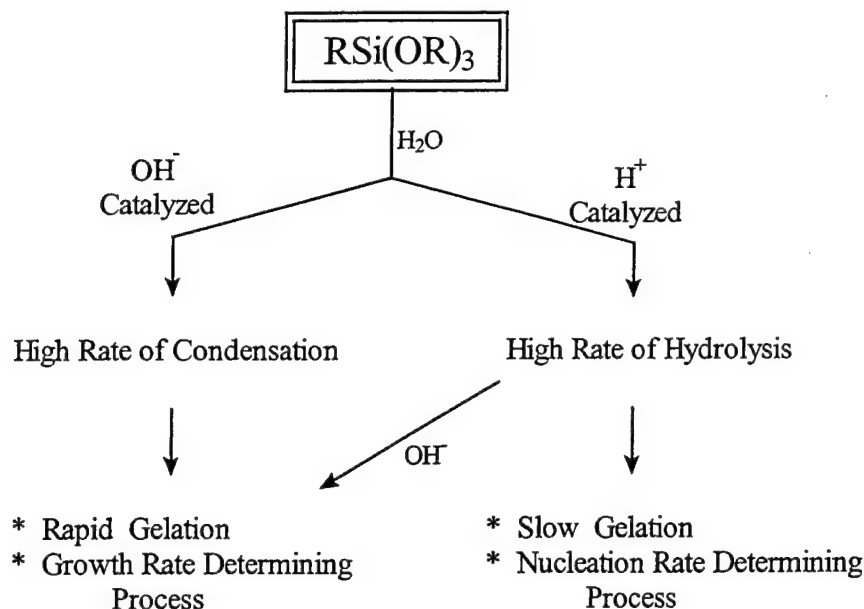 RSi(OR)₃
H₂O
OH⁻
Catalyzed
H⁺
Catalyzed
High Rate of Condensation
High Rate of Hydrolysis
OH⁻
* Rapid Gelation
* Growth Rate Determining
Process
* Slow Gelation
* Nucleation Rate Determining
Process